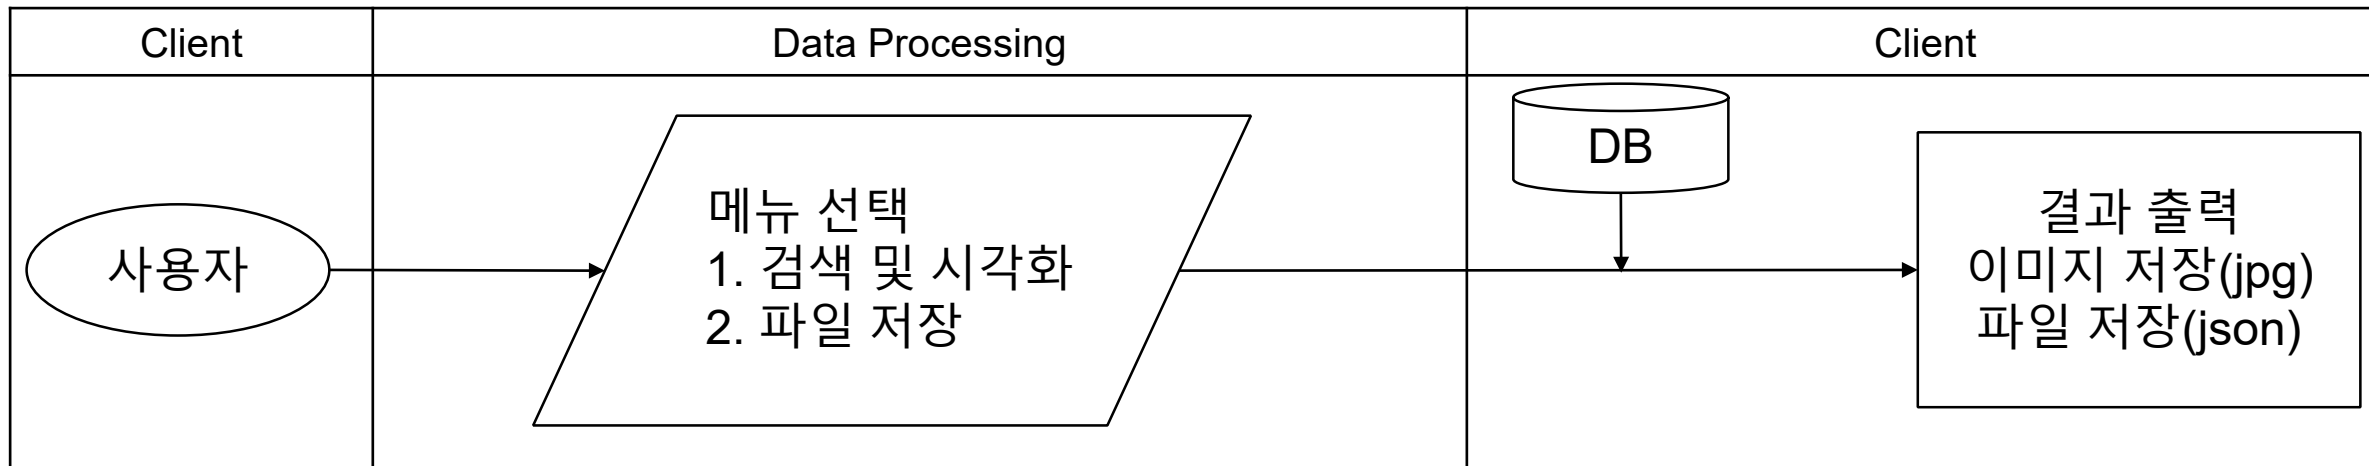 Client
Data Processing
Client
사용자
메뉴 선택
1. 검색 및 시각화
2. 파일 저장
DB
결과 출력
이미지 저장(jpg)
파일 저장(json)